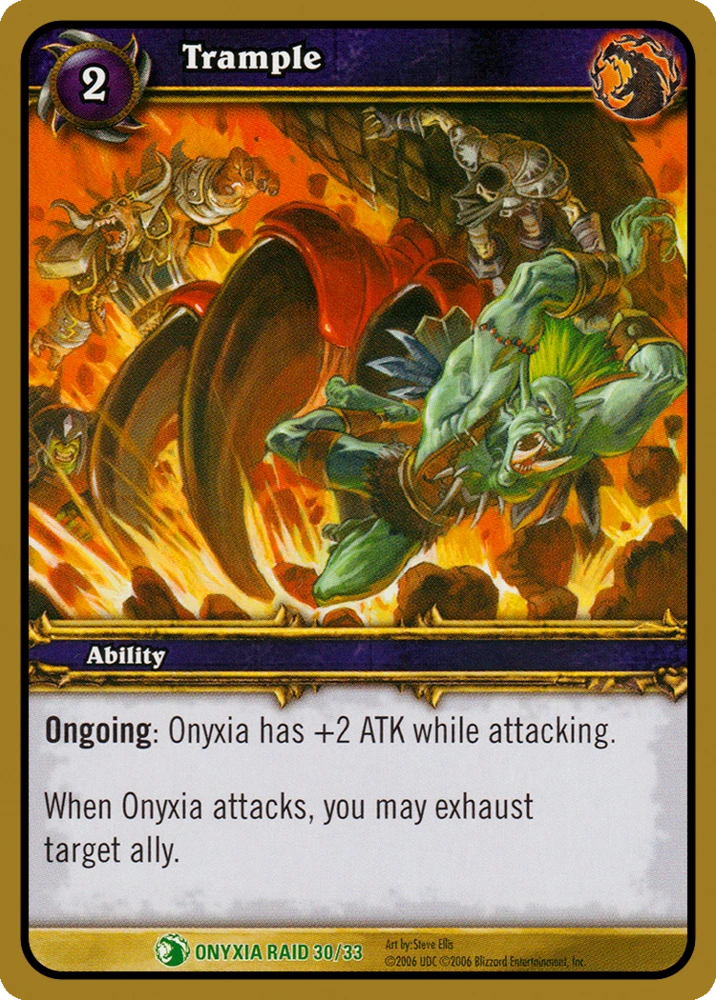 2
Trample
Ability
Ongoing: Onyxia has +2 ATK while attacking.
When Onyxia attacks, you may exhaust
target ally.
ONYXIA RAID 30/33
Art by: Steve Ellis
©2006 UDC ©2006 Blizzard Entertainment, Inc.